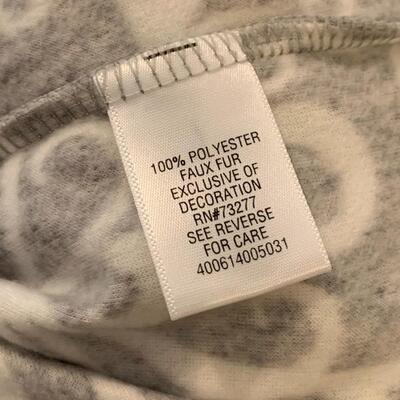 100% POLYESTER
FAUX FUR
EXCLUSIVE OF
DECORATION
RN#73277
SEE REVERSE
FOR CARE
400614005031